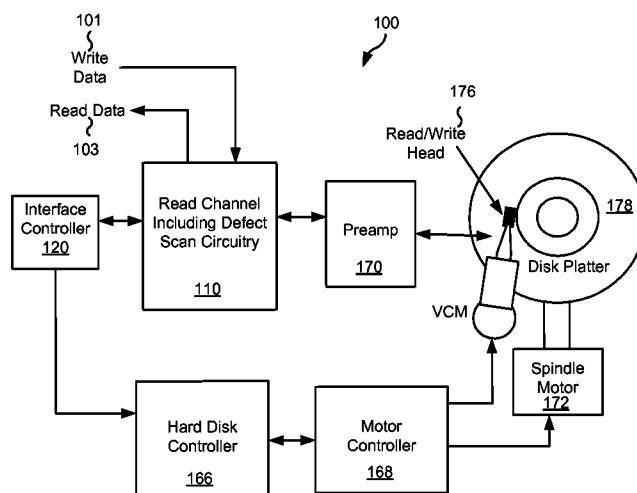 101
Write
Data
100
Read Data
103
176
Read/Write
Head
178
Interface
Controller
120
Read Channel
Including Defect
Scan Circuitry
110
Preamp
170
Disk Platter
VCM
Spindle
Motor
172
Hard Disk
Controller
166
Motor
Controller
168